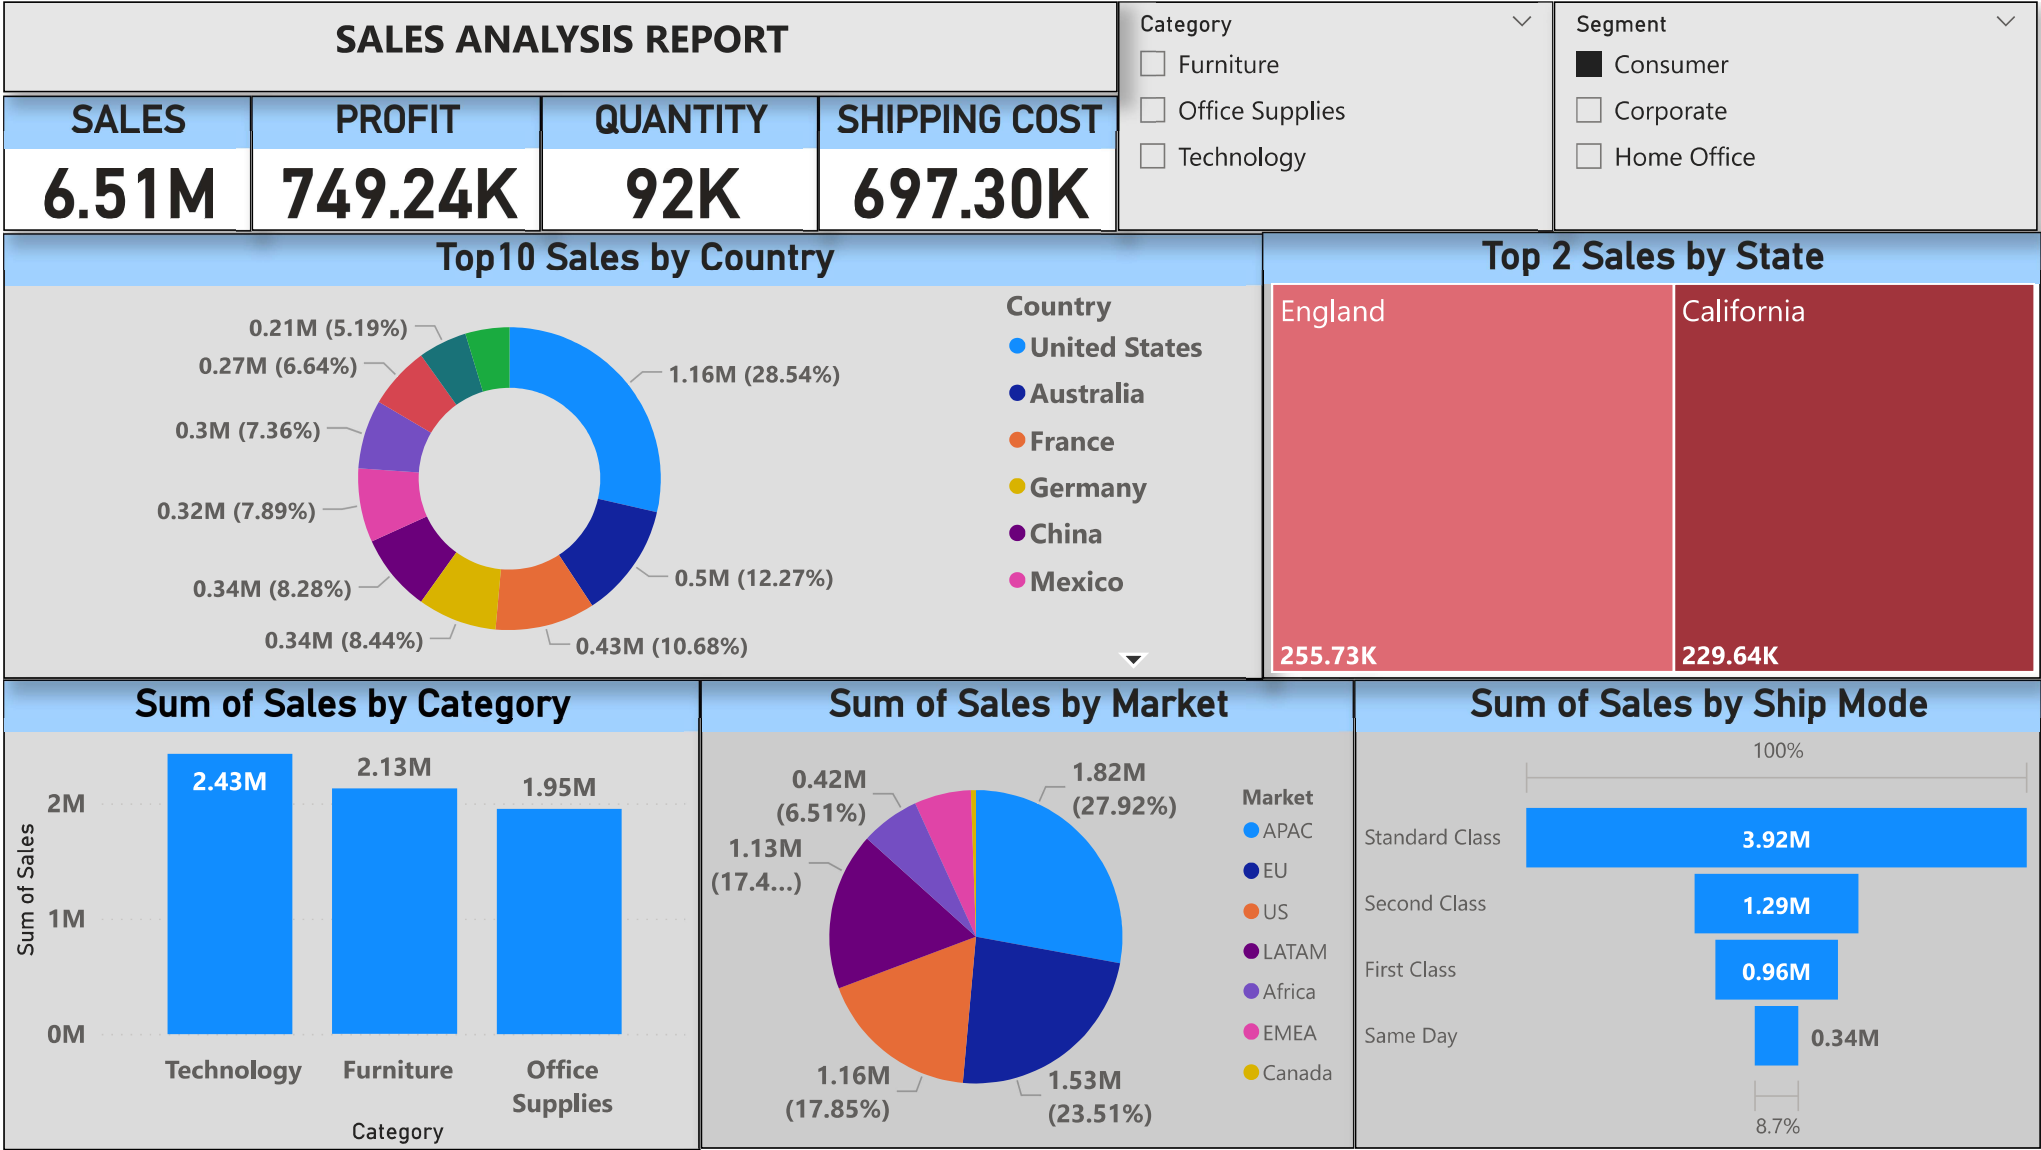 SALES ANALYSIS REPORT
Category
Furniture
Office Supplies
Technology
Segment
Consumer
Corporate
Home Office
SALES
6.51M
PROFIT
749.24K
QUANTITY
92K
SHIPPING COST
697.30K
Top10 Sales by Country
0.21M (5.19%)
0.27M (6.64%)
0.3M (7.36%)
0.32M (7.89%)
0.34M (8.28%)
0.34M (8.44%)
1.16M (28.54%)
0.5M (12.27%)
0.43M (10.68%)
Country
United States
Australia
France
Germany
China
Mexico
Top 2 Sales by State
England
255.73K
California
229.64K
Sum of Sales by Category
Sum of Sales
2M
1M
0M
2.43M
2.13M
1.95M
Technology
Furniture
Office
Supplies
Category
Sum of Sales by Market
0.42M
(6.51%)
1.13M
(17.4...)
1.16M
(17.85%)
1.82M
(27.92%)
1.53M
(23.51%)
Market
APAC
EU
US
LATAM
Africa
EMEA
Canada
Sum of Sales by Ship Mode
100%
Standard Class
3.92M
Second Class
1.29M
First Class
0.96M
Same Day
0.34M
8.7%